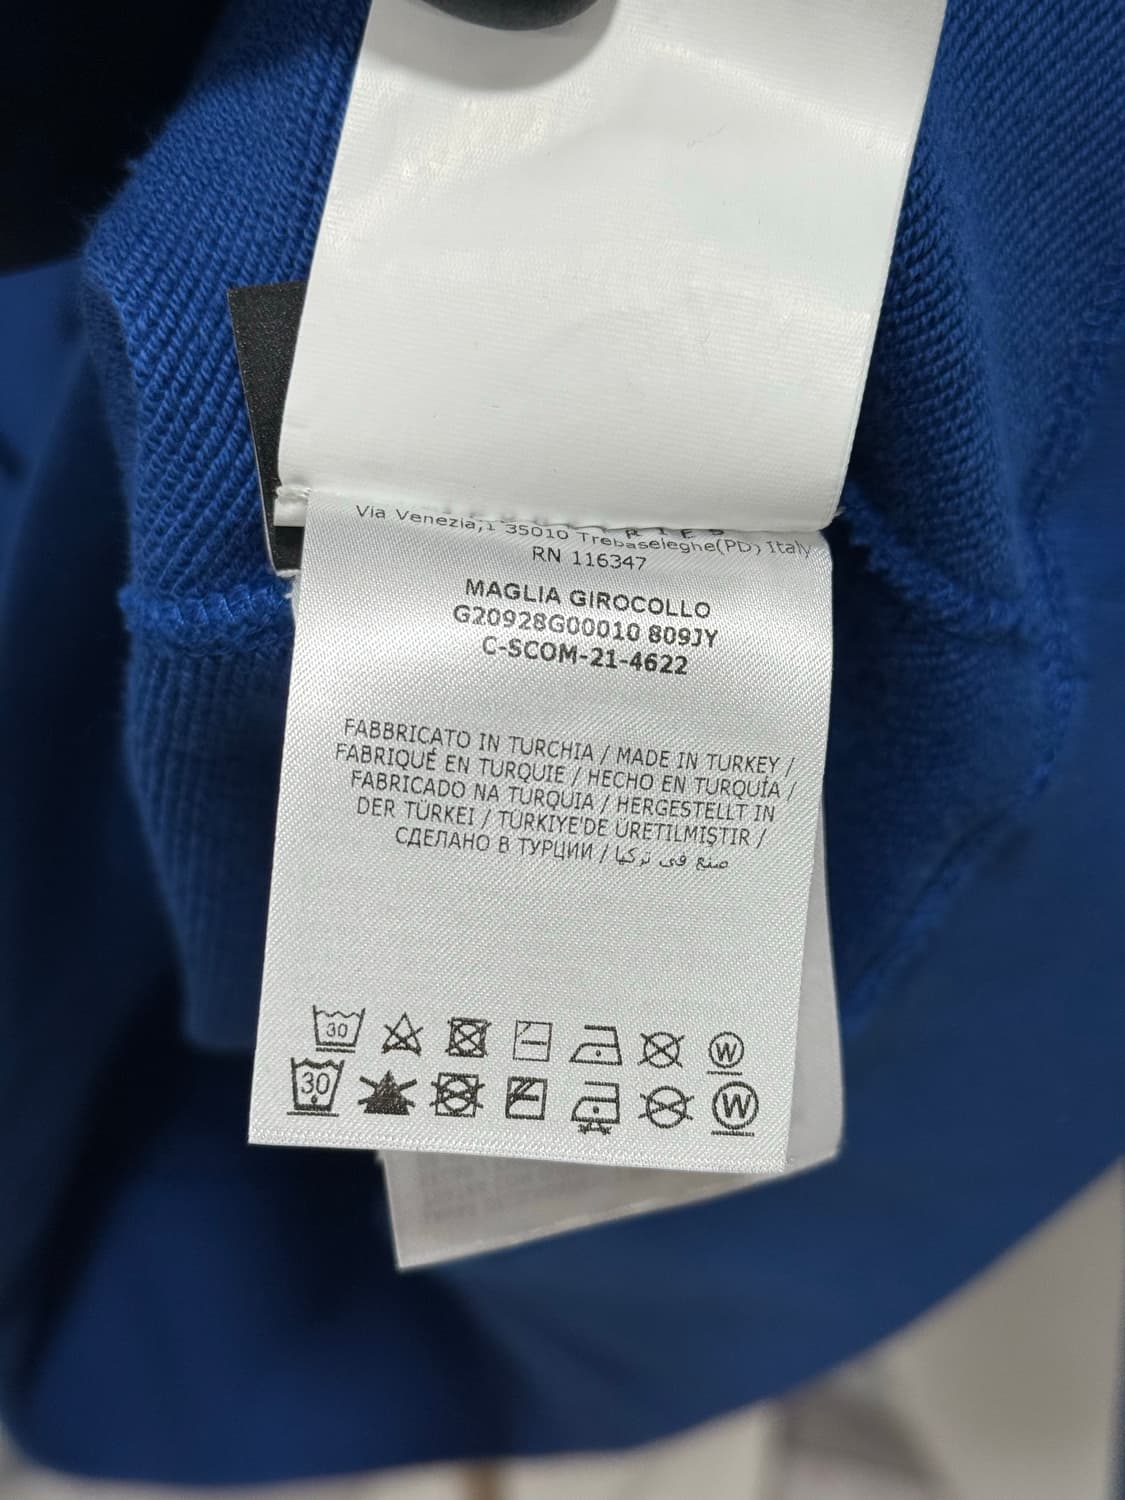 Via Venezia,1 35010 Trebaseleghe(PD) Italy
RN 116347
MAGLIA GIROCOLLO
G20928G00010 809JY
C-SCOM-21-4622
FABBRICATO IN TURCHIA / MADE IN TURKEY /
FABRIQUÉ EN TURQUIE / HECHO EN TURQUÍA /
FABRICADO NA TURQUIA / HERGESTELLT IN
DER TÜRKEI / TÜRKIYE'DE ÜRETILMIŞTIR /
СДЕЛАНО В ТУРЦИИ / صنع في تركيا
30 W
30 W